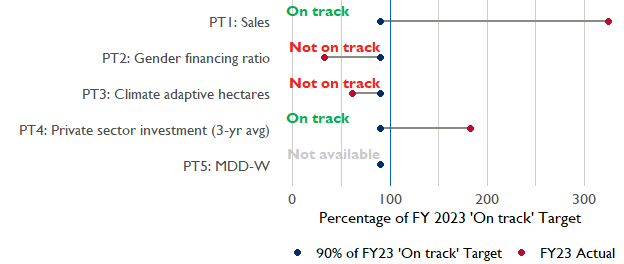 On track
PT1: Sales
Not on track
PT2: Gender financing ratio
Not on track
PT3: Climate adaptive hectares
On track
PT4: Private sector investment (3-yr avg)
Not available
PT5: MDD-W
0 100 200 300
Percentage of FY 2023 'On track' Target
90% of FY23 'On track' Target FY23 Actual